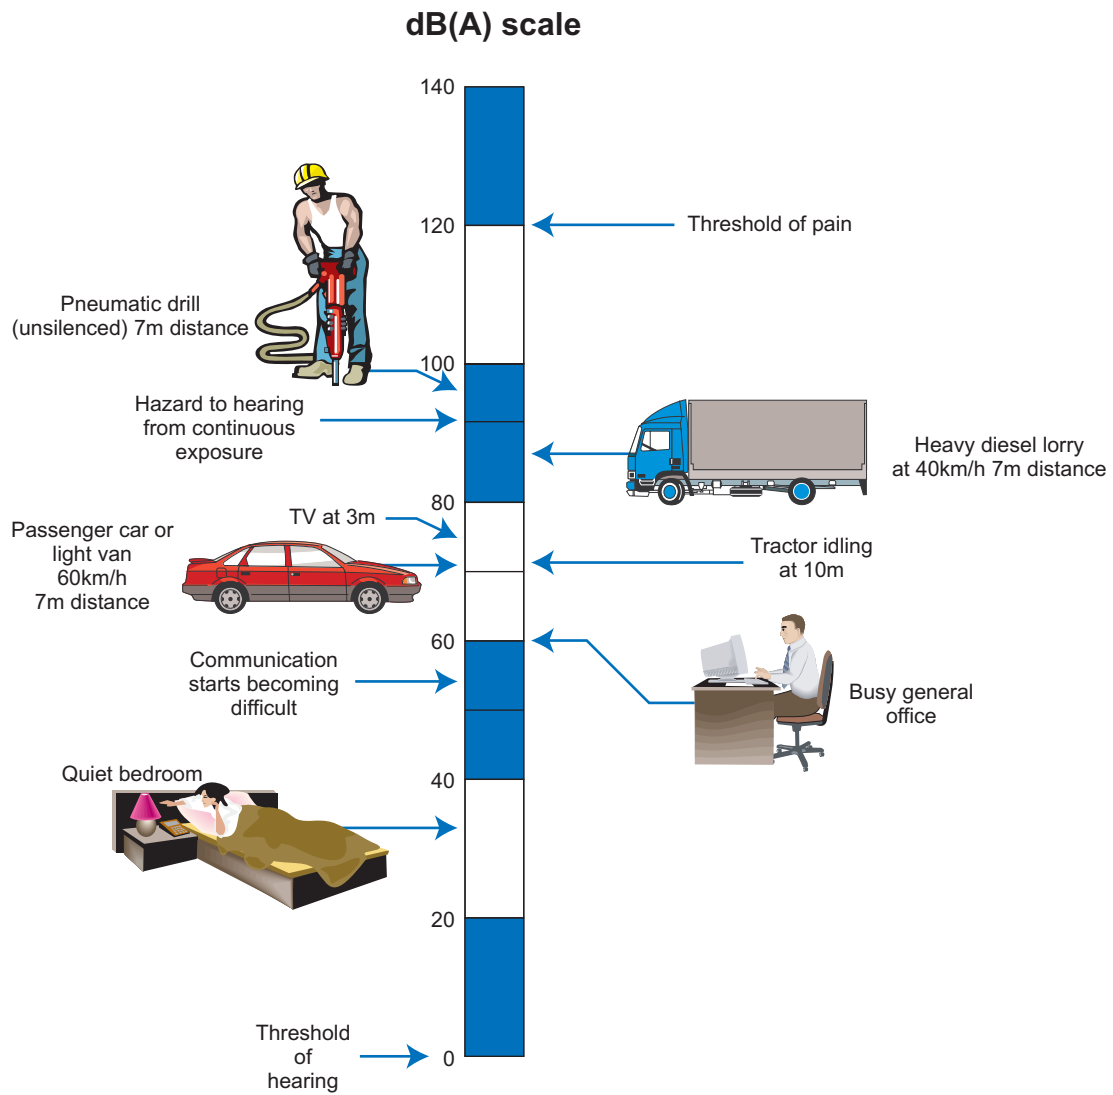 dB(A) scale
140
120
Threshold of pain
Pneumatic drill
(unsilenced) 7m distance
100
Hazard to hearing
from continuous
exposure
Heavy diesel lorry
at 40km/h 7m distance
80
TV at 3m
Passenger car or
light van
60km/h
7m distance
Tractor idling
at 10m
60
Communication
starts becoming
difficult
Busy general
office
Quiet bedroom
40
20
Threshold
of
hearing
0